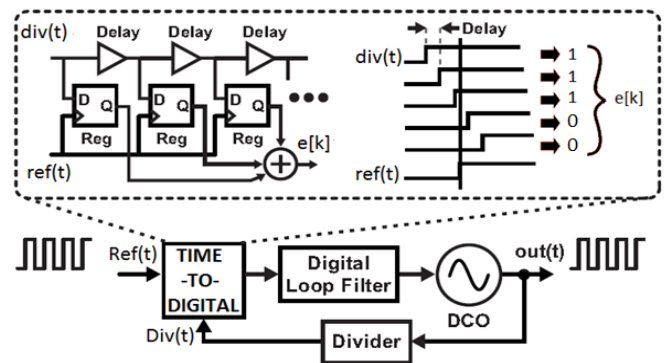 div(t)
Delay Delay Delay
D Q
D Q
D Q
Reg Reg Reg
e[k]
ref(t)
Delay
div(t)
1
1
1
0
0
e[k]
ref(t)
Ref(t)
TIME
-TO-
DIGITAL
Digital
Loop Filter
DCO
out(t)
Div(t)
Divider